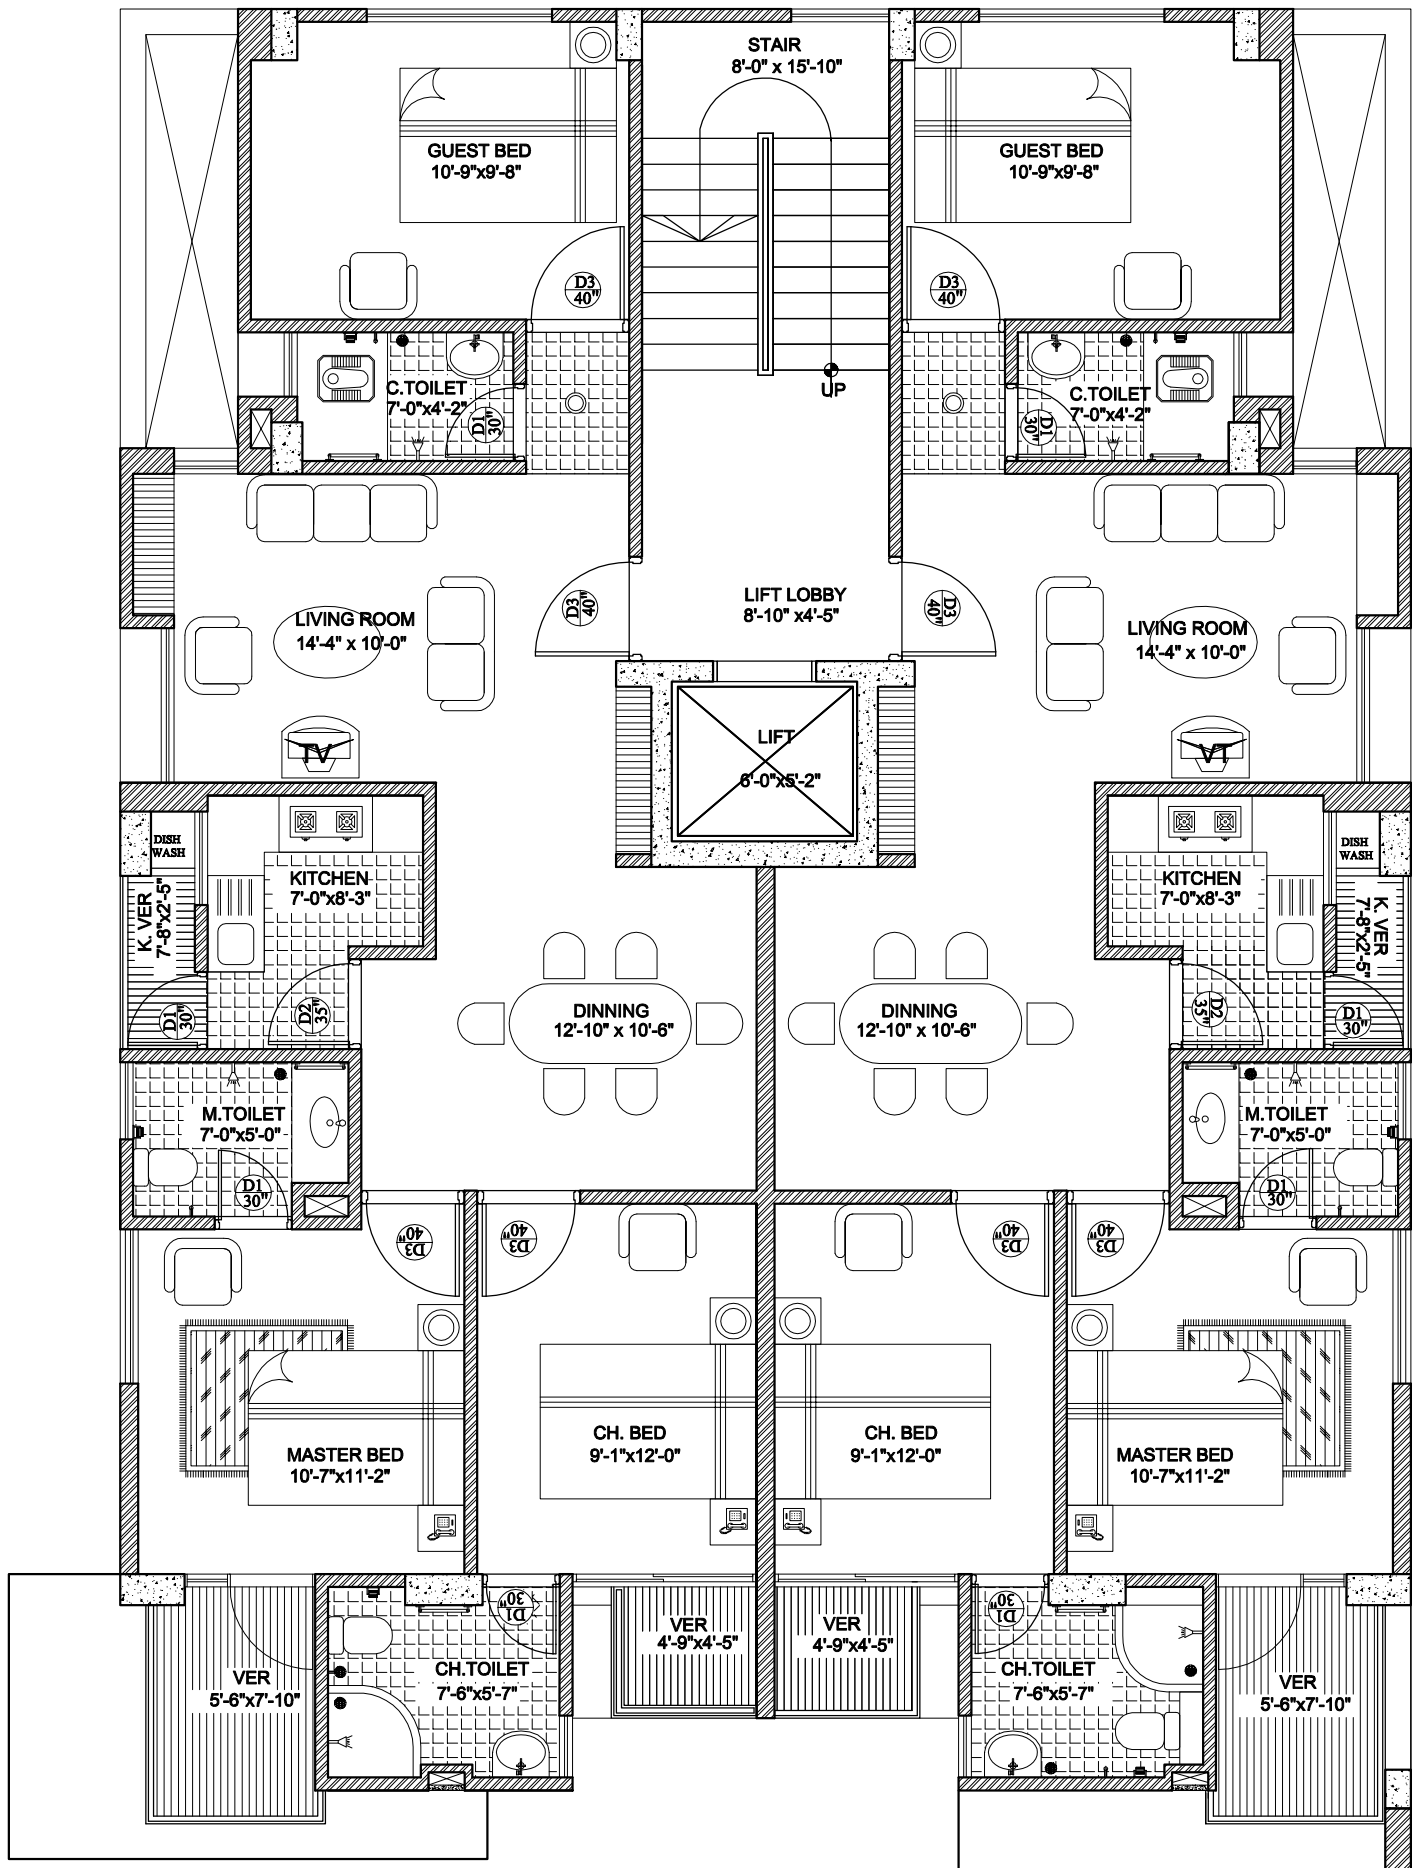 STAIR
8'-0" x 15'-10"
GUEST BED
10'-9"x9'-8"
GUEST BED
10'-9"x9'-8"
D3
40"
D3
40"
C.TOILET
7'-0"x4'-2"
D1
30"
UP
C.TOILET
7'-0"x4'-2"
D1
30"
LIVING ROOM
14'-4" x 10'-0"
D3
40"
LIFT LOBBY
8'-10" x4'-5"
D3
40"
LIVING ROOM
14'-4" x 10'-0"
TV
LIFT
6'-0"x5'-2"
TV
DISH
WASH
KITCHEN
7'-0"x8'-3"
K. VER
7'-8"x2'-5"
D1
30"
D2
35"
DINNING
12'-10" x 10'-6"
DINNING
12'-10" x 10'-6"
KITCHEN
7'-0"x8'-3"
DISH
WASH
K. VER
7'-8"x2'-5"
D2
35"
D1
30"
M.TOILET
7'-0"x5'-0"
D1
30"
M.TOILET
7'-0"x5'-0"
D1
30"
D3
40"
D3
40"
D3
40"
D3
40"
MASTER BED
10'-7"x11'-2"
CH. BED
9'-1"x12'-0"
CH. BED
9'-1"x12'-0"
MASTER BED
10'-7"x11'-2"
D1
30"
D1
30"
VER
4'-9"x4'-5"
VER
4'-9"x4'-5"
VER
5'-6"x7'-10"
CH.TOILET
7'-6"x5'-7"
CH.TOILET
7'-6"x5'-7"
VER
5'-6"x7'-10"